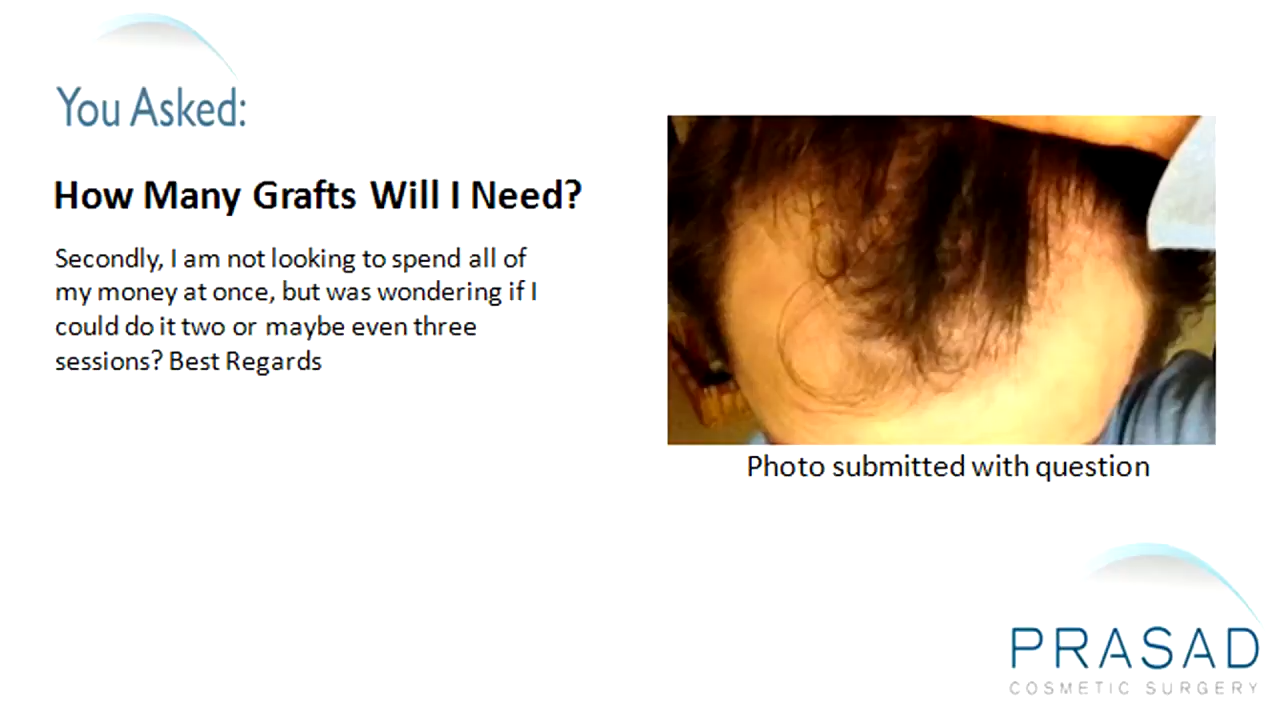 You Asked:
How Many Grafts Will I Need?
Secondly, I am not looking to spend all of
my money at once, but was wondering if I
could do it two or maybe even three
sessions? Best Regards
Photo submitted with question
PRASAD
COSMETIC SURGERY